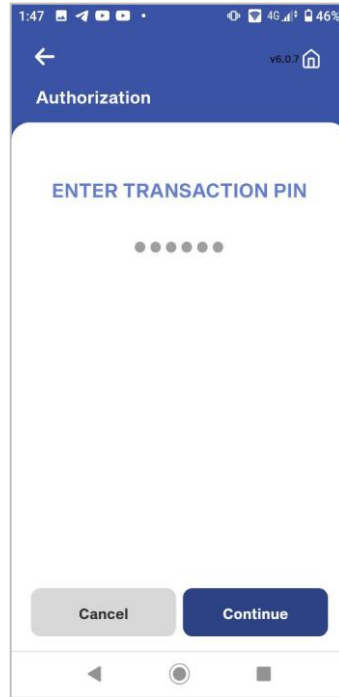 1:47 4G 46%
v6.0.7
Authorization
ENTER TRANSACTION PIN
Cancel Continue